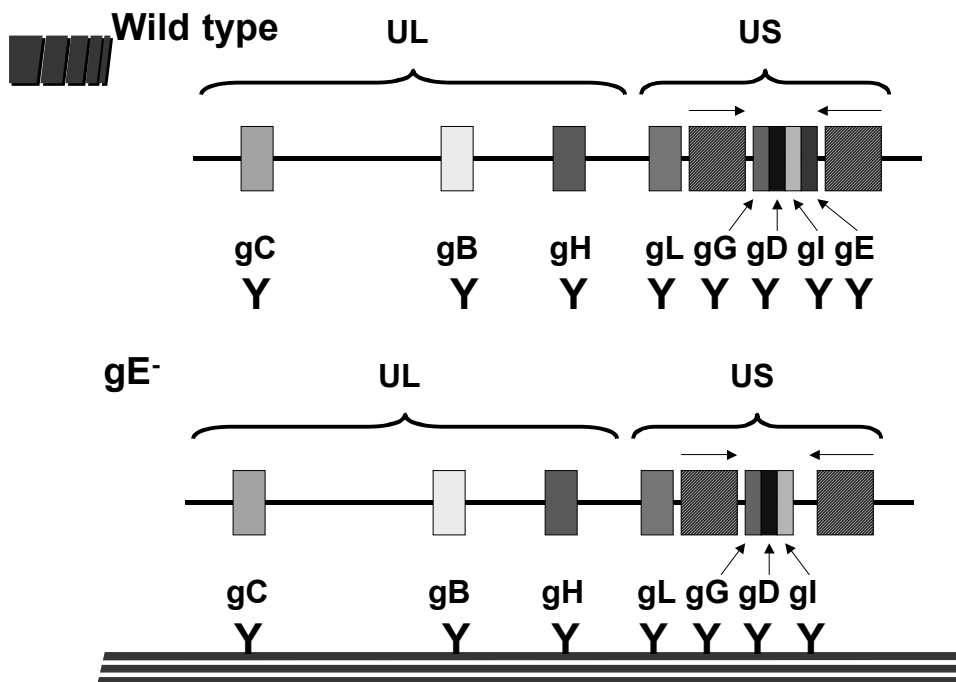 Wild type
UL US
gC gB gH gL gG gD gI gE
Y Y Y Y Y Y Y Y
gE-
UL US
gC gB gH gL gG gD gI
Y Y Y Y Y Y Y